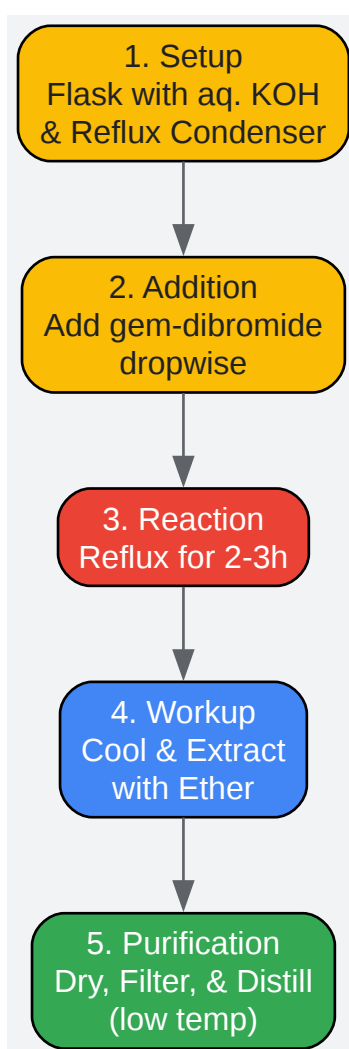 1. Setup
Flask with aq. KOH
& Reflux Condenser
2. Addition
Add gem-dibromide
dropwise
3. Reaction
Reflux for 2-3h
4. Workup
Cool & Extract
with Ether
5. Purification
Dry, Filter, & Distill
(low temp)